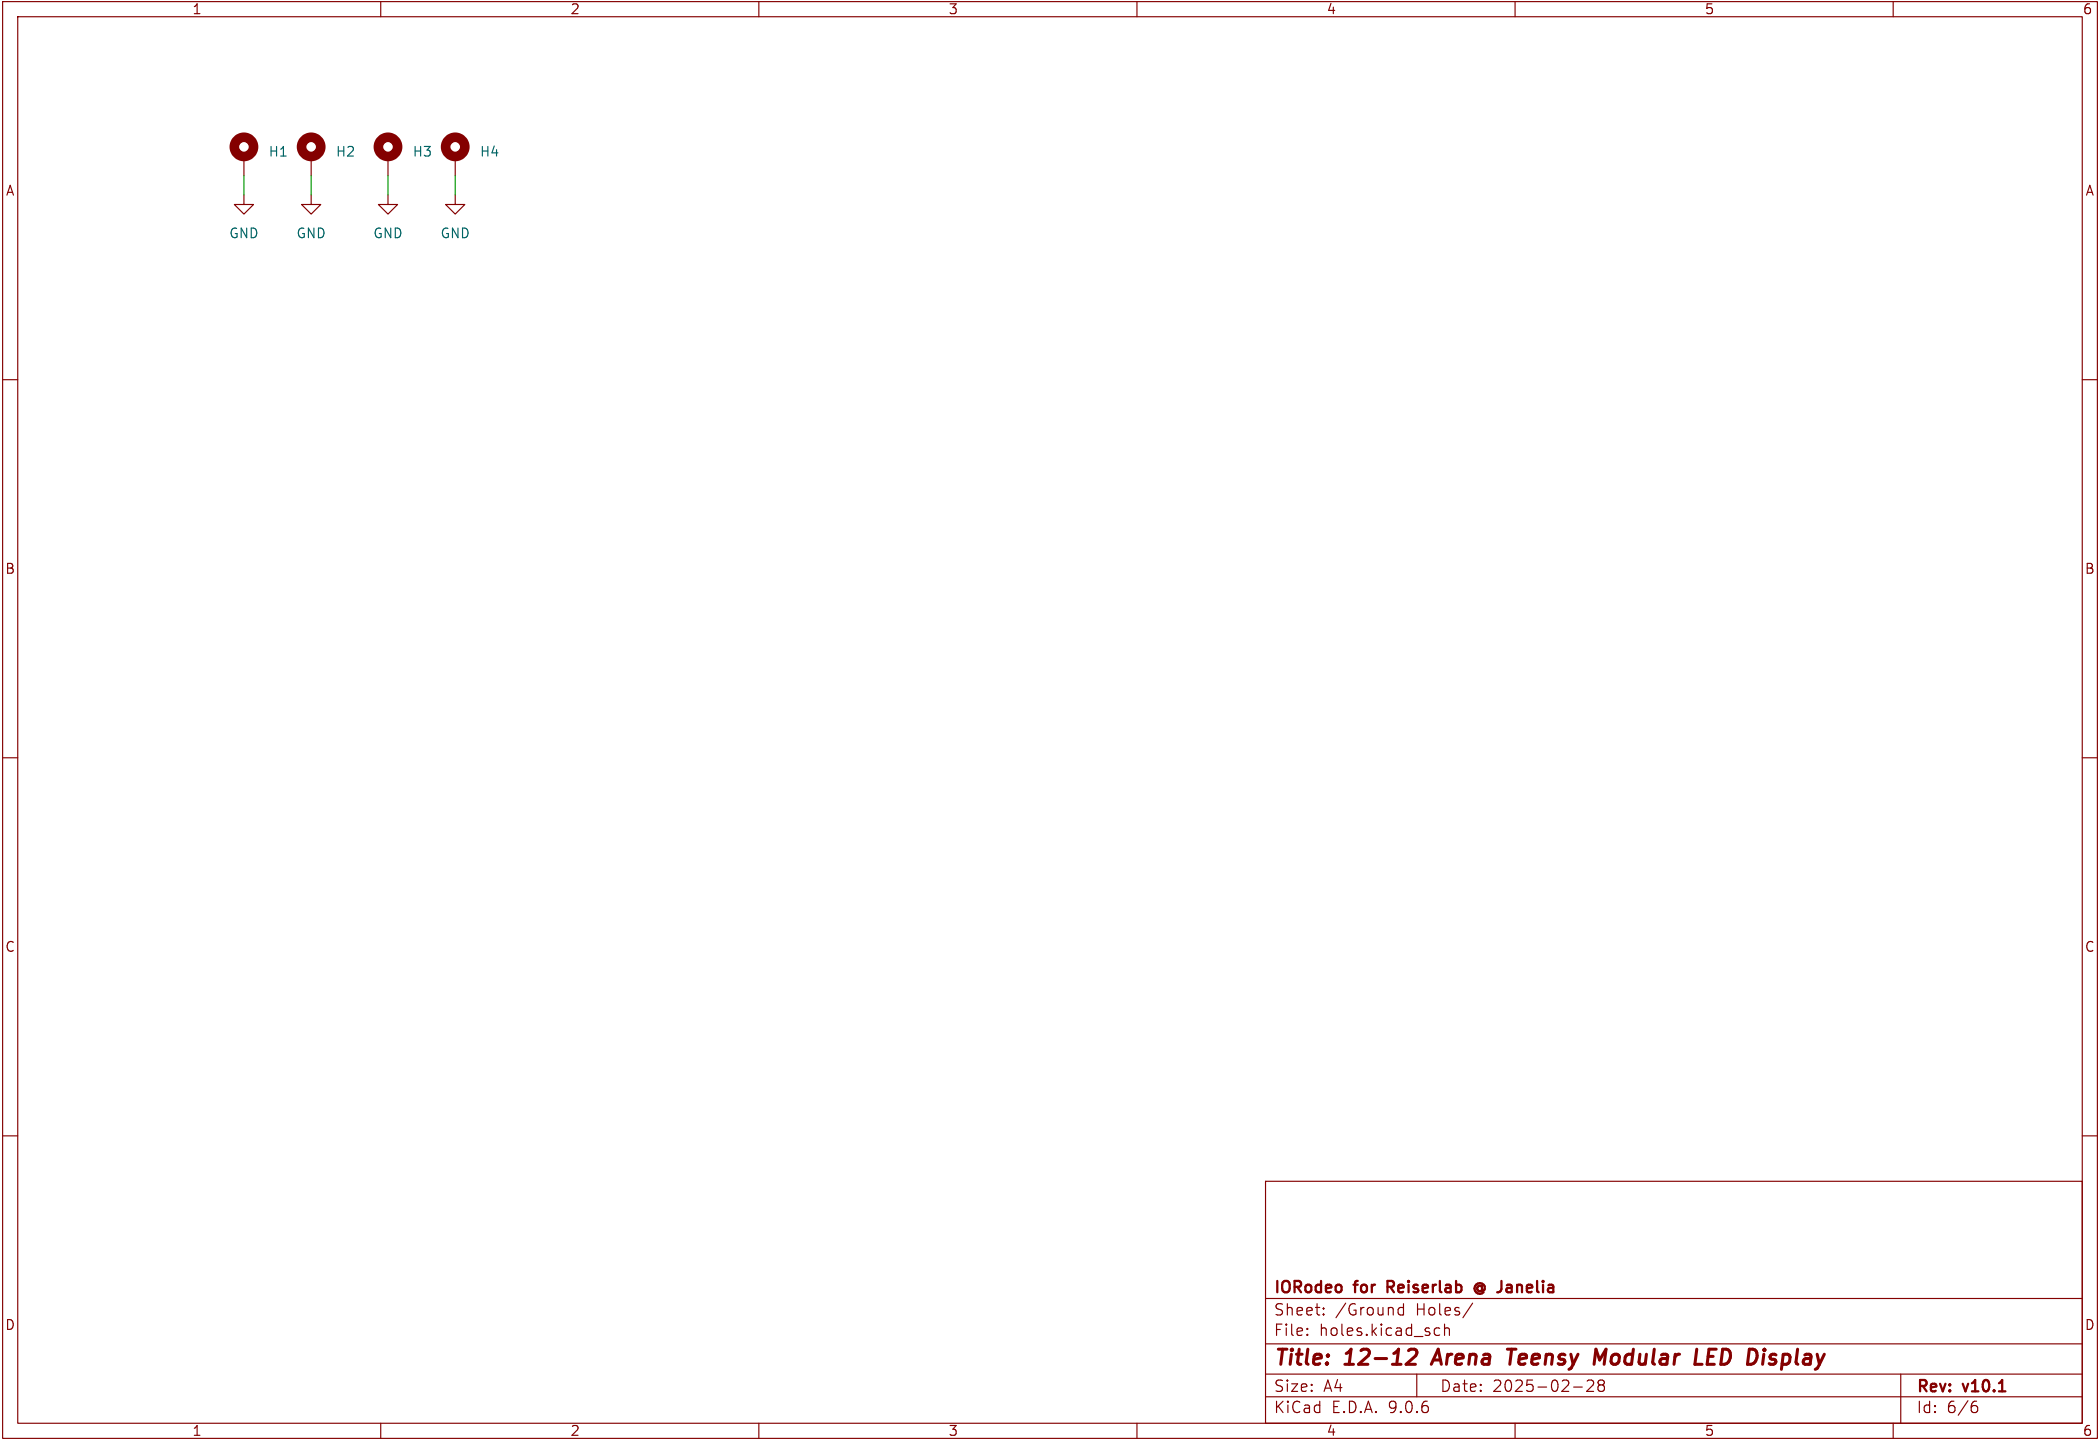 1 2 3 4 5 6
H1 H2 H3 H4
A A
GND GND GND GND
B B
C C
IORodeo for Reiserlab @ Janelia
Sheet: /Ground Holes/
D D
File: holes.kicad_sch
Title: 12-12 Arena Teensy Modular LED Display
Size: A4 Date: 2025-02-28 Rev: v10.1
KiCad E.D.A. 9.0.6 Id: 6/6
1 2 3 4 5 6